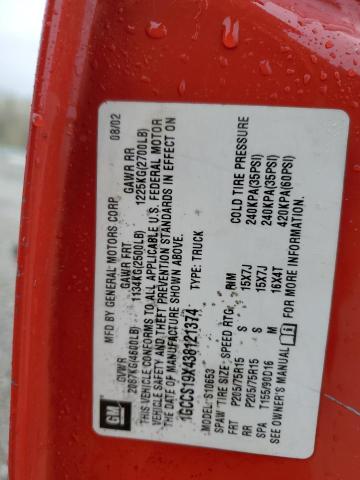 GM
MFD BY GENERAL MOTORS CORP 08/02
GVWR GAWR FRT GAWR RR
2087KG(4600LB) 1134KG(2500LB) 1225KG(2700LB)
THIS VEHICLE CONFORMS TO ALL APPLICABLE U.S. FEDERAL MOTOR
VEHICLE SAFETY AND THEFT PREVENTION STANDARDS IN EFFECT ON
THE DATE OF MANUFACTURE SHOWN ABOVE.
1GCCS19X438121374 TYPE: TRUCK
MODEL: S10653
SPAW TIRE SIZE SPEED RTG RIM COLD TIRE PRESSURE
FRT P205/75R15 S 15X7J 240KPA(35PSI)
RR P205/75R15 S 15X7J 240KPA(35PSI)
SPA T155/90D16 M 16X4T 420KPA(60PSI)
SEE OWNER'S MANUAL FOR MORE INFORMATION.